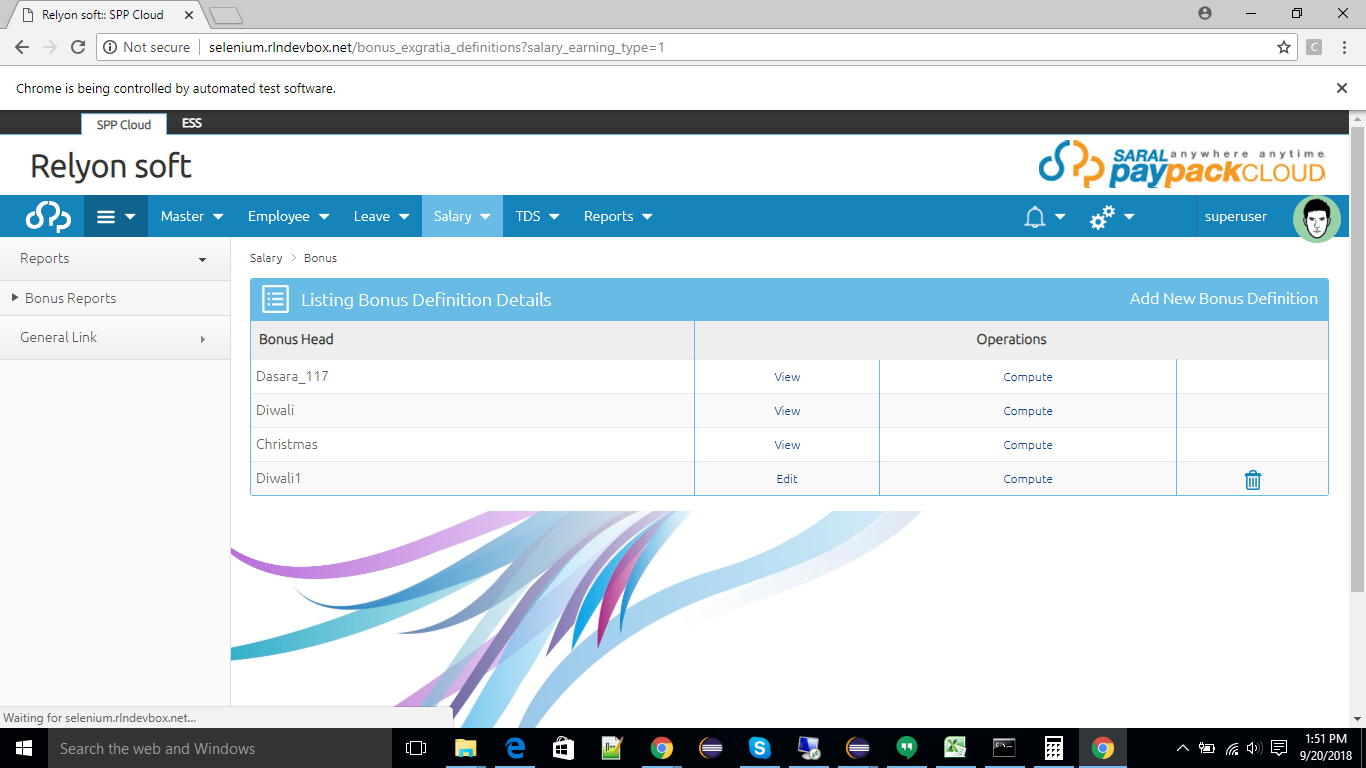 Relyon soft:: SPP Cloud
Not secure selenium.rlndevbox.net/bonus_exgratia_definitions?salary_earning_type=1
C
Chrome is being controlled by automated test software.
SPP Cloud ESS
Relyon soft
SARAL anywhere anytime
paypackCLOUD
Master Employee Leave Salary TDS Reports superuser
Reports
Salary > Bonus
Bonus Reports
Listing Bonus Definition Details Add New Bonus Definition
General Link
Bonus Head Operations
Dasara_117 View Compute
Diwali View Compute
Christmas View Compute
Diwali1 Edit Compute
Waiting for selenium.rlndevbox.net...
Search the web and Windows
1:51 PM
9/20/2018